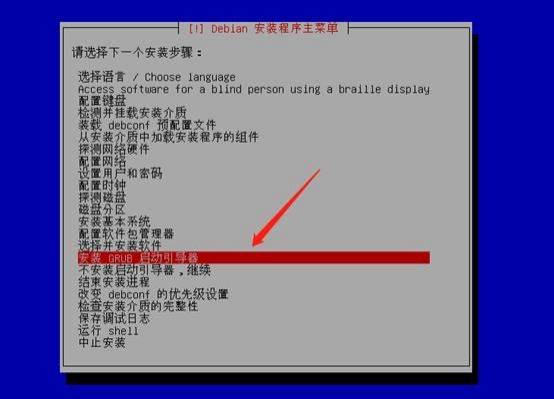 [!] Debian 安装程序主菜单
请选择下一个安装步骤：
选择语言 / Choose language
Access software for a blind person using a braille display
配置键盘
检测并挂载安装介质
装载 debconf 预配置文件
从安装介质中加载安装程序的组件
探测网络硬件
配置网络
设置用户和密码
配置时钟
探测磁盘
磁盘分区
安装基本系统
配置软件包管理器
选择并安装软件
安装 GRUB 启动引导器
不安装启动引导器，继续
结束安装进程
改变 debconf 的优先级设置
检查安装介质的完整性
保存调试日志
运行 shell
中止安装